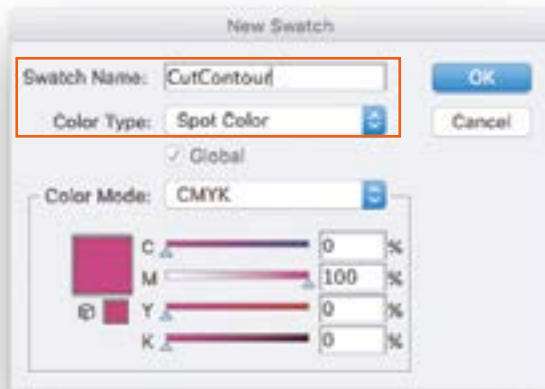 New Swatch
Swatch Name: CutContour OK
Color Type: Spot Color Cancel
Global
Color Mode: CMYK
C 0 %
M 100 %
Y 0 %
K 0 %